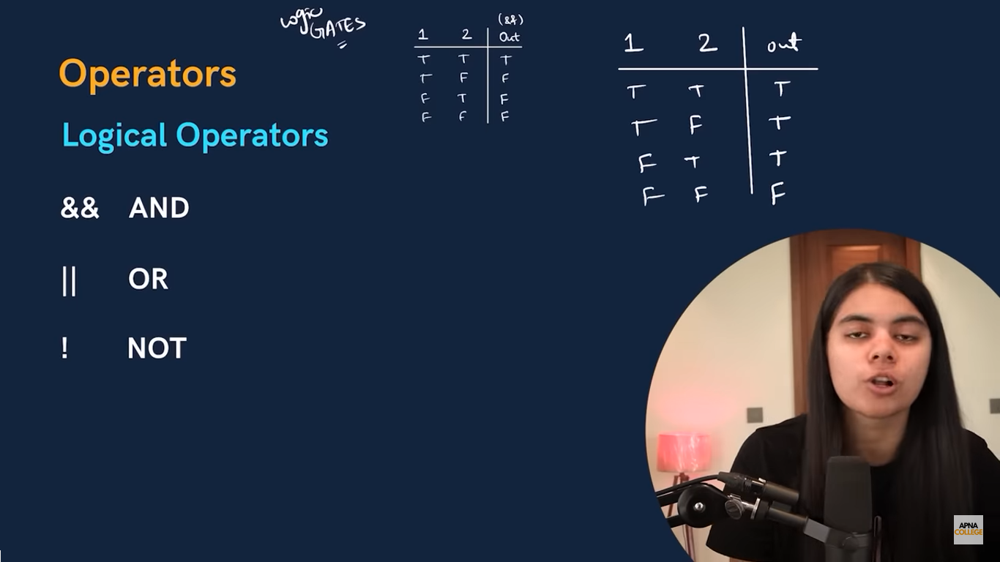 Logic
GATES
Operators
Logical Operators
&& AND
|| OR
! NOT
(&&)
1 2 Out
T T T
T F F
F T F
F F F
1 2 out
T T T
T F T
F T T
F F F
APNA
COLLEGE